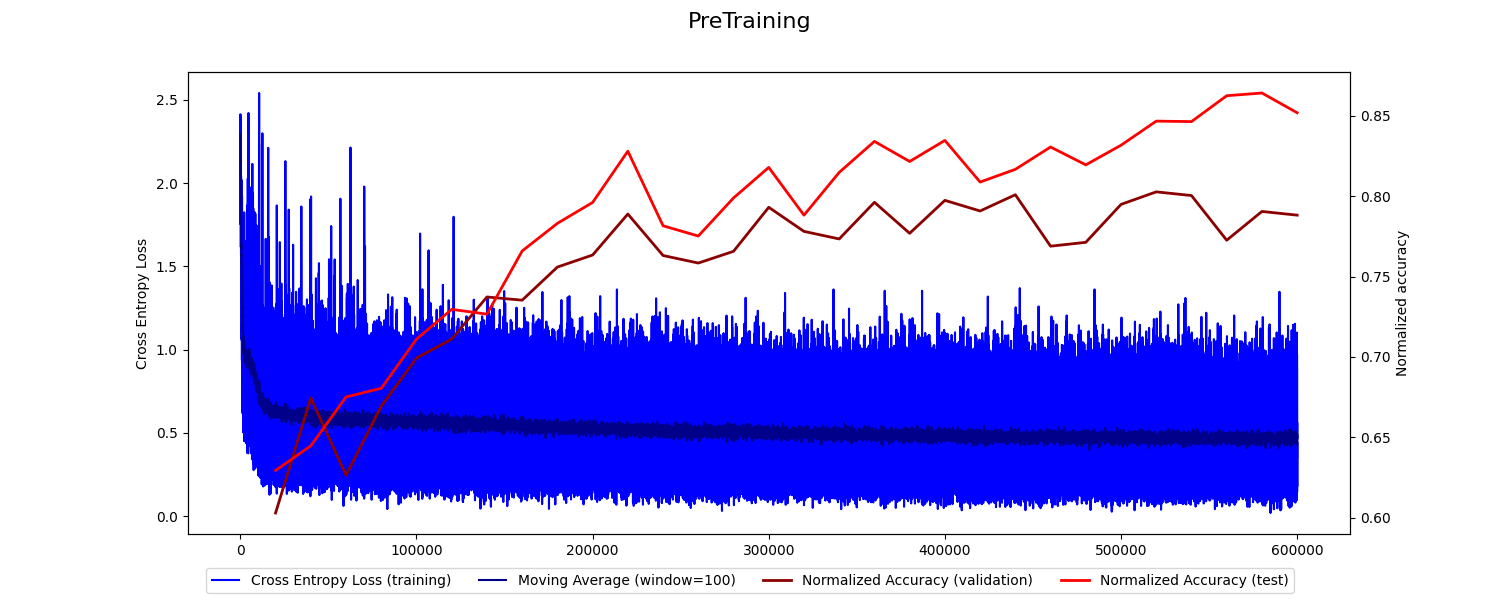 PreTraining
Cross Entropy Loss
2.5
2.0
1.5
1.0
0.5
0.0
0.85
0.80
0.75
0.70
0.65
0.60
Normalized accuracy
0 100000 200000 300000 400000 500000 600000
Cross Entropy Loss (training) Moving Average (window=100) Normalized Accuracy (validation) Normalized Accuracy (test)